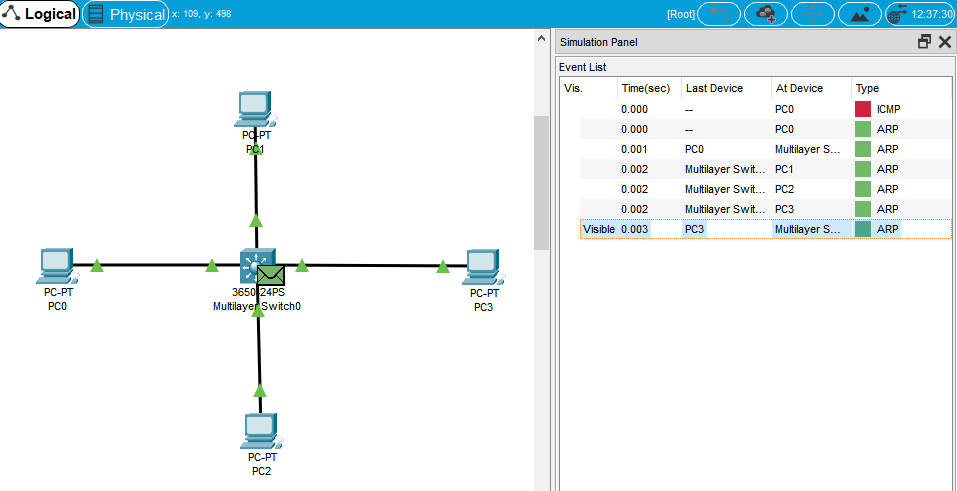 Logical Physical x: 109, y: 498 [Root] 12:37:30
PC-PT
PC1
PC-PT
PC0
3650-24PS
Multilayer Switch0
PC-PT
PC3
PC-PT
PC2
Simulation Panel
Event List
Vis. Time(sec) Last Device At Device Type
0.000 -- PC0 ICMP
0.000 -- PC0 ARP
0.001 PC0 Multilayer S... ARP
0.002 Multilayer Swit... PC1 ARP
0.002 Multilayer Swit... PC2 ARP
0.002 Multilayer Swit... PC3 ARP
Visible 0.003 PC3 Multilayer S... ARP